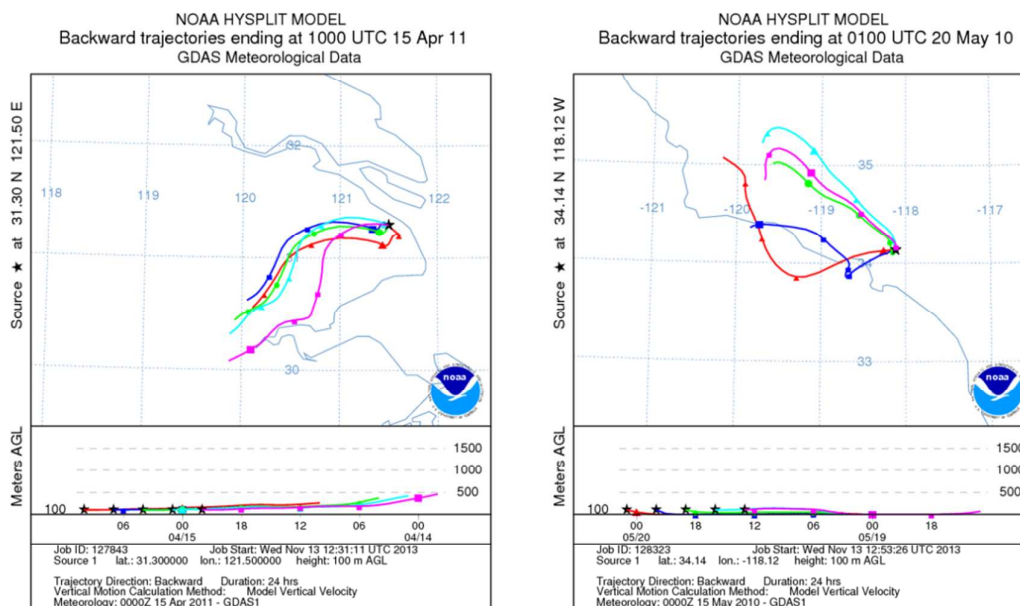 NOAA HYSPLIT MODEL
Backward trajectories ending at 1000 UTC 15 Apr 11
GDAS Meteorological Data
Source ★ at 31.30 N 121.50 E
118
119
120
121
122
32
30
noaa
Meters AGL
1500
1000
500
100
06 00 18 12 06 00
04/15 04/14
Job ID: 127843 Job Start: Wed Nov 13 12:31:11 UTC 2013
Source 1 lat.: 31.300000 lon.: 121.500000 height: 100 m AGL
Trajectory Direction: Backward Duration: 24 hrs
Vertical Motion Calculation Method: Model Vertical Velocity
Meteorology: 0000Z 15 Apr 2011 - GDAS1
NOAA HYSPLIT MODEL
Backward trajectories ending at 0100 UTC 20 May 10
GDAS Meteorological Data
Source ★ at 34.14 N 118.12 W
35
-121
-120
-119
-118
-117
34
33
noaa
Meters AGL
1500
1000
500
100
00 18 12 06 00 18
05/20 05/19
Job ID: 128323 Job Start: Wed Nov 13 12:53:26 UTC 2013
Source 1 lat.: 34.14 lon.: -118.12 height: 100 m AGL
Trajectory Direction: Backward Duration: 24 hrs
Vertical Motion Calculation Method: Model Vertical Velocity
Meteorology: 0000Z 15 May 2010 - GDAS1